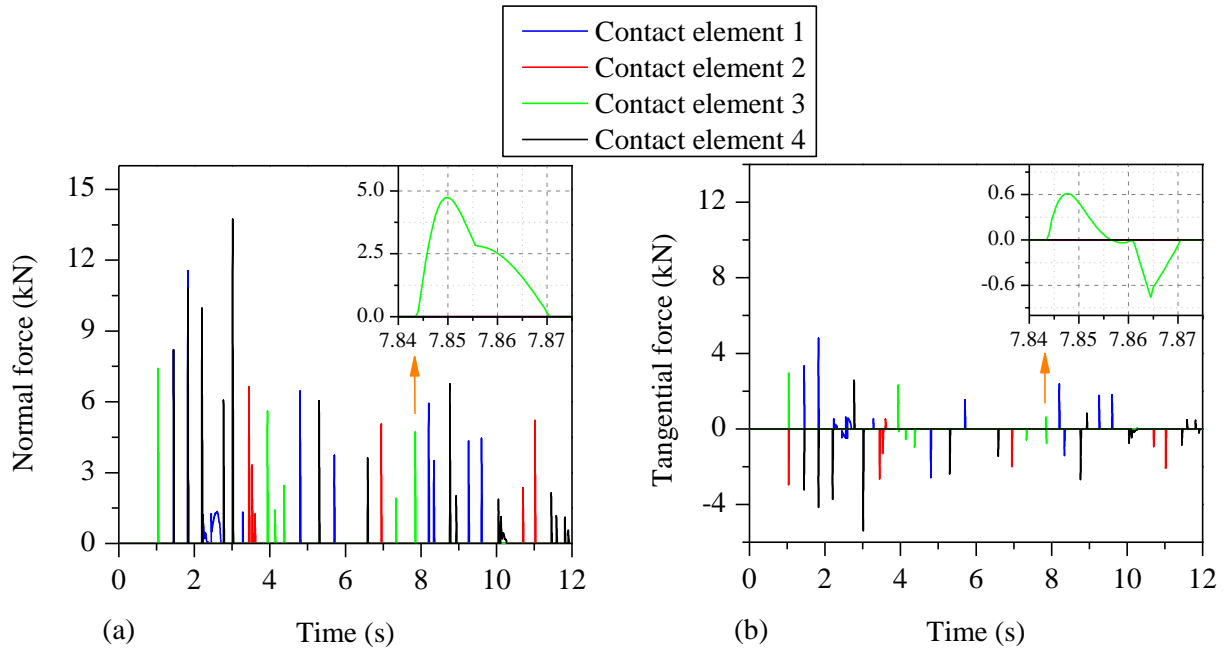 Contact element 1
Contact element 2
Contact element 3
Contact element 4
Normal force (kN)
15
12
9
6
3
0
0 2 4 6 8 10 12
5.0
2.5
0.0
7.84 7.85 7.86 7.87
(a) Time (s)
Tangential force (kN)
12
8
4
0
-4
0 2 4 6 8 10 12
0.6
0.0
-0.6
7.84 7.85 7.86 7.87
(b) Time (s)